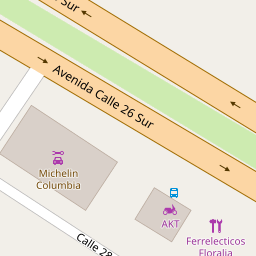 Sur
Avenida Calle 26 Sur
Michelin
Columbia
AKT
Ferrelecticos
Floralia
Calle 28